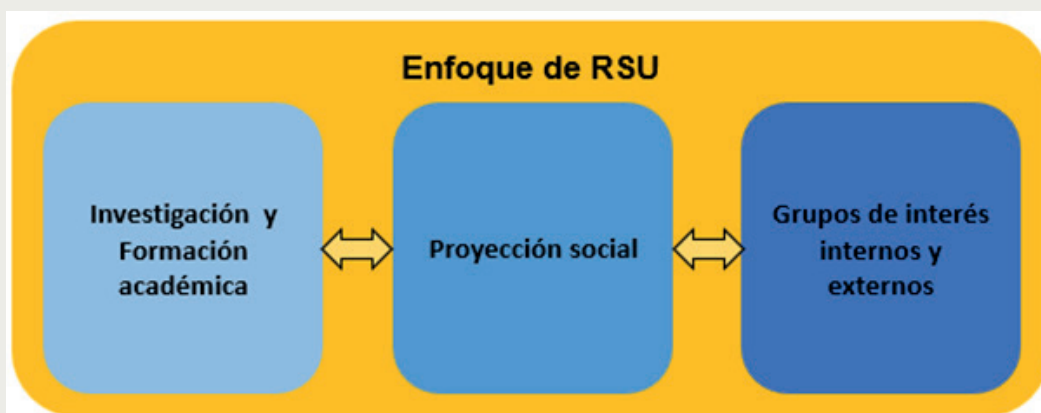 Enfoque de RSU
Investigación y
Formación
académica
Proyección social
Grupos de interés
internos y
externos